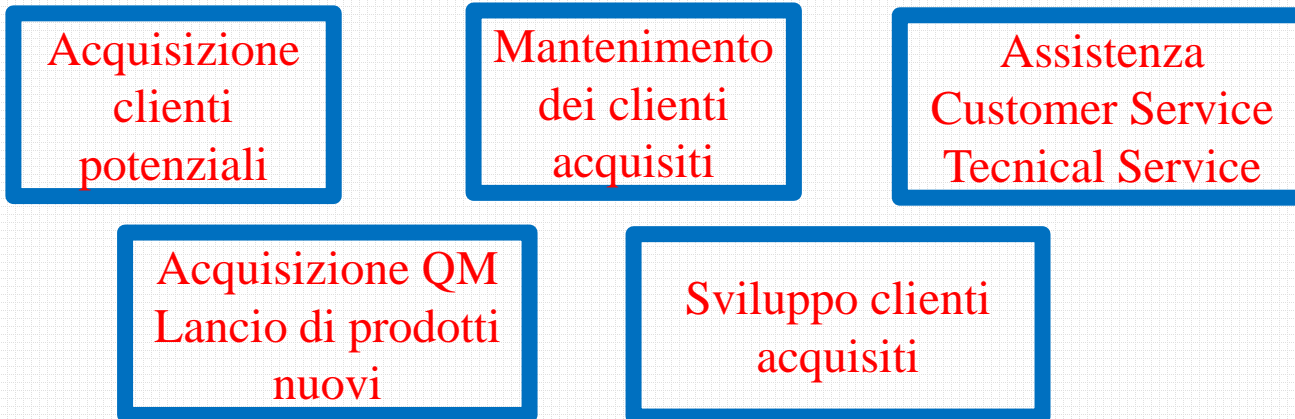 Acquisizione
clienti
potenziali
Mantenimento
dei clienti
acquisiti
Assistenza
Customer Service
Tecnical Service
Acquisizione QM
Lancio di prodotti
nuovi
Sviluppo clienti
acquisiti